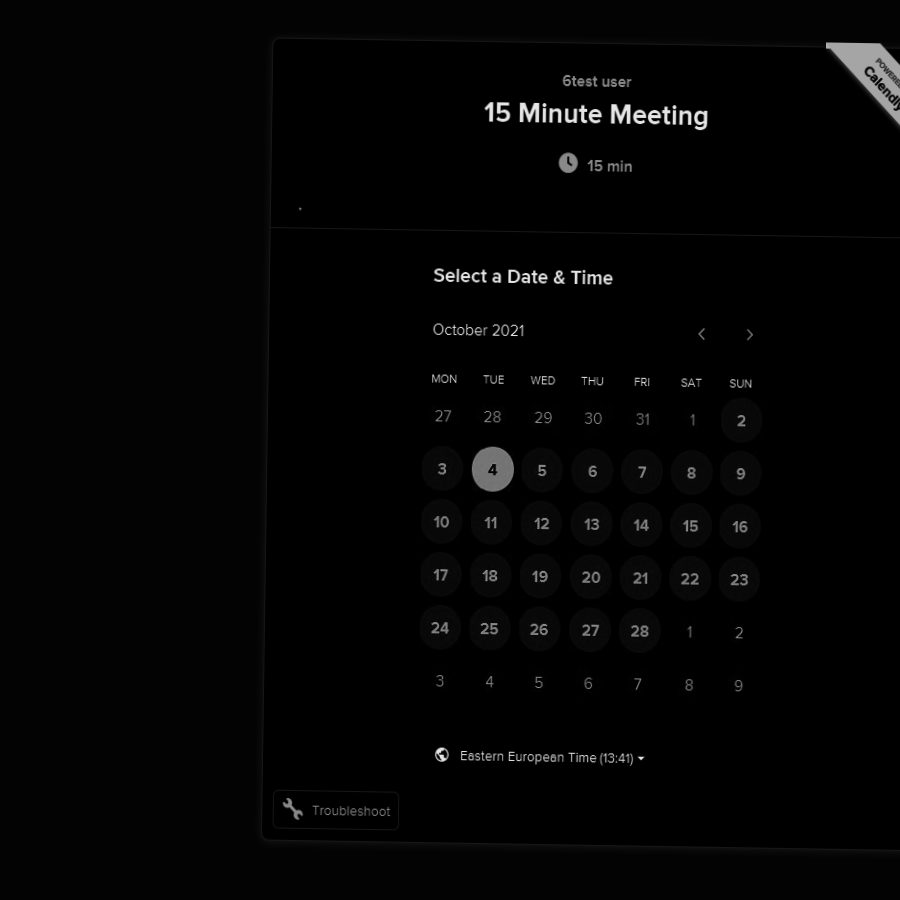 6test user
15 Minute Meeting
15 min
Calendly
Select a Date & Time
October 2021
MON TUE WED THU FRI SAT SUN
27 28 29 30 31 1 2
3 4 5 6 7 8 9
10 11 12 13 14 15 16
17 18 19 20 21 22 23
24 25 26 27 28 1 2
3 4 5 6 7 8 9
Eastern European Time (13:41)
Troubleshoot